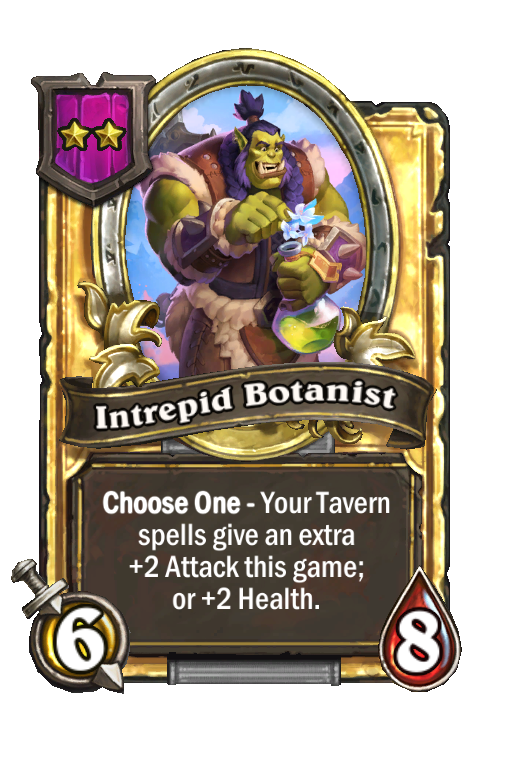 Intrepid Botanist
Choose One - Your Tavern
spells give an extra
+2 Attack this game;
or +2 Health.
6
8